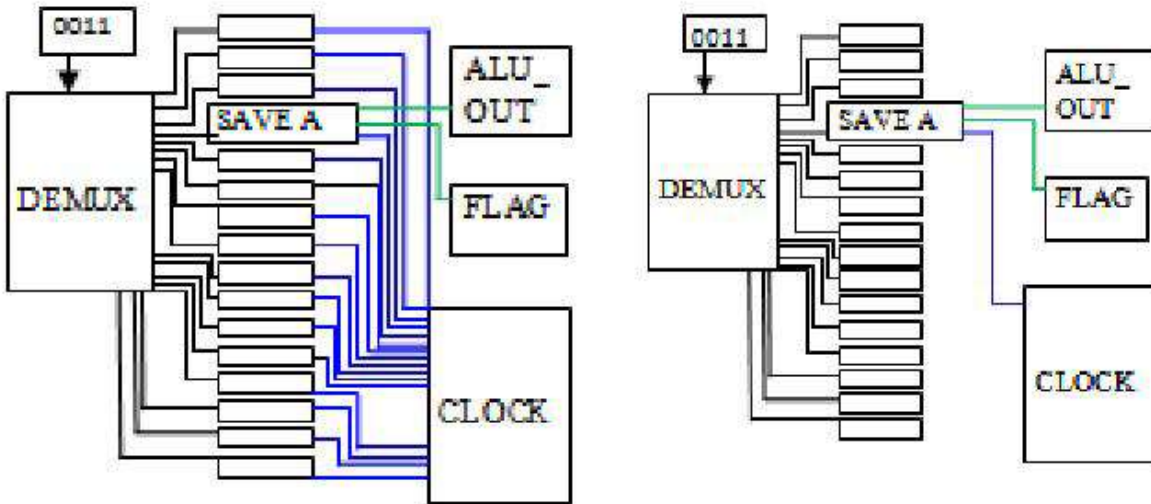 0011
ALU_
OUT
SAVE A
DEMUX
FLAG
CLOCK
0011
ALU_
OUT
SAVE A
DEMUX
FLAG
CLOCK